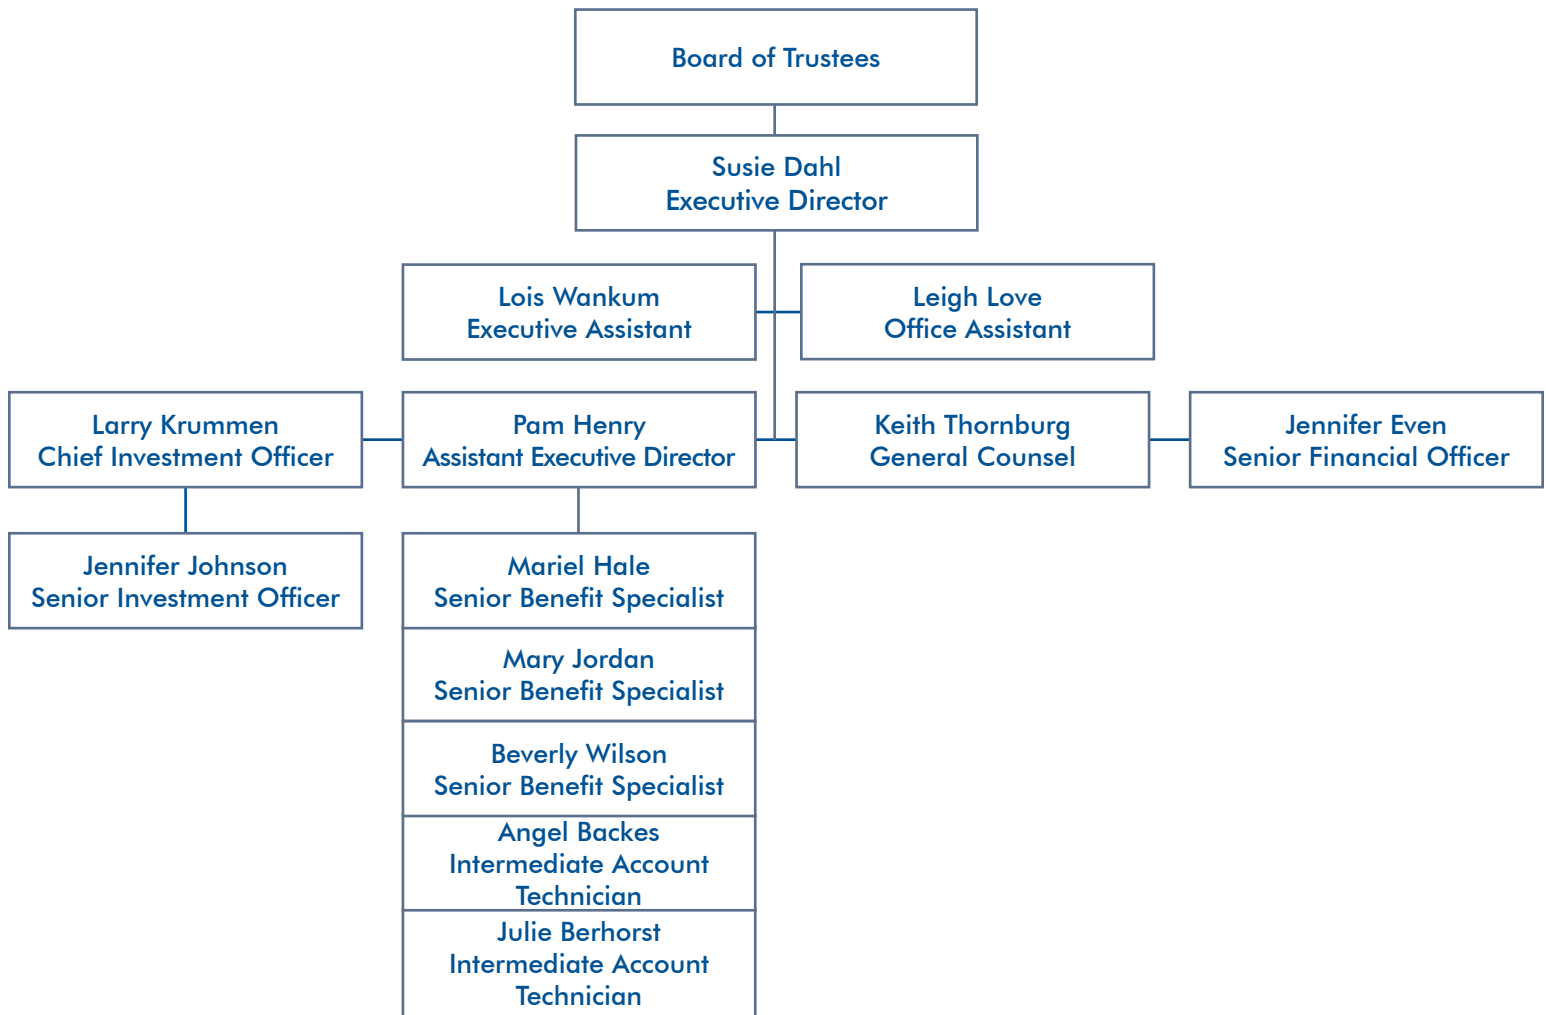 Board of Trustees
Susie Dahl
Executive Director
Lois Wankum
Executive Assistant
Leigh Love
Office Assistant
Larry Krummen
Chief Investment Officer
Pam Henry
Assistant Executive Director
Keith Thornburg
General Counsel
Jennifer Even
Senior Financial Officer
Jennifer Johnson
Senior Investment Officer
Mariel Hale
Senior Benefit Specialist
Mary Jordan
Senior Benefit Specialist
Beverly Wilson
Senior Benefit Specialist
Angel Backes
Intermediate Account
Technician
Julie Berhorst
Intermediate Account
Technician